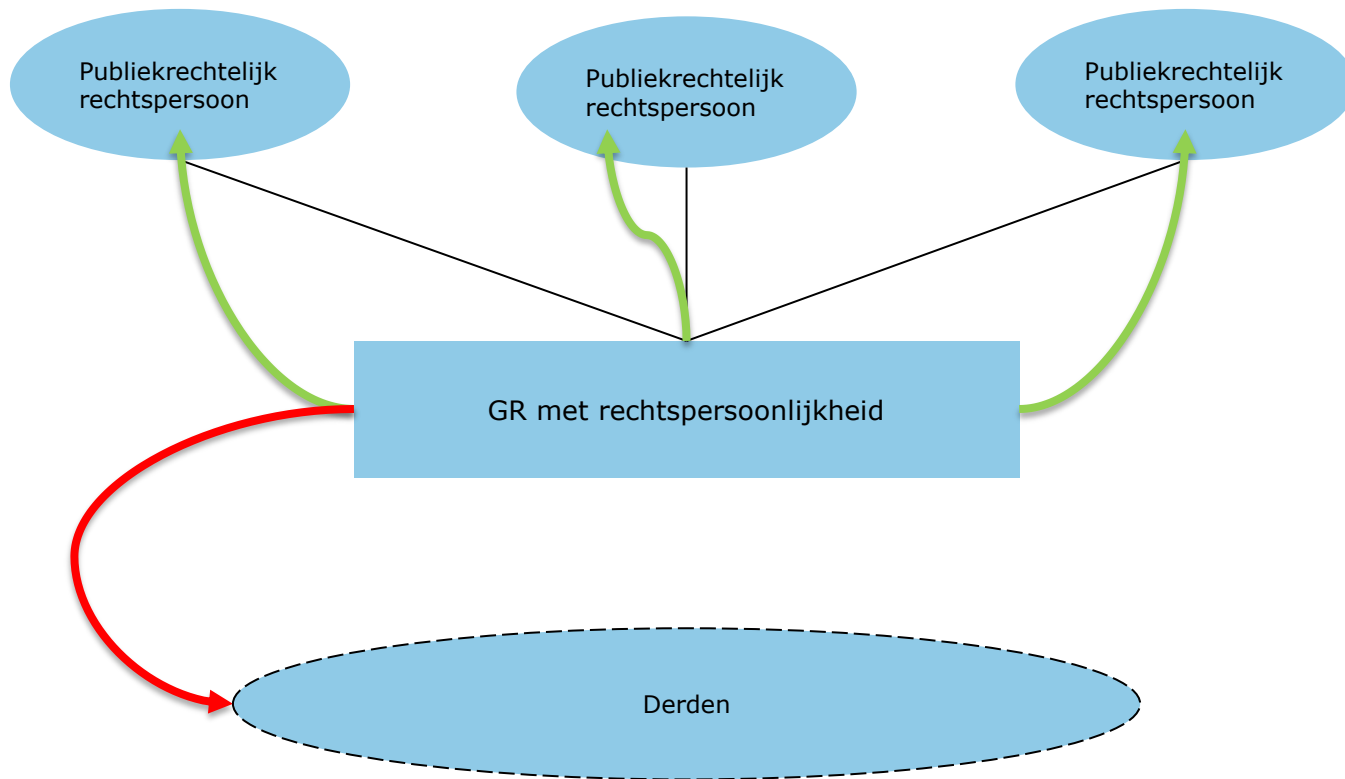 Publiekrechtelijk
rechtspersoon
Publiekrechtelijk
rechtspersoon
Publiekrechtelijk
rechtspersoon
GR met rechtspersoonlijkheid
Derden